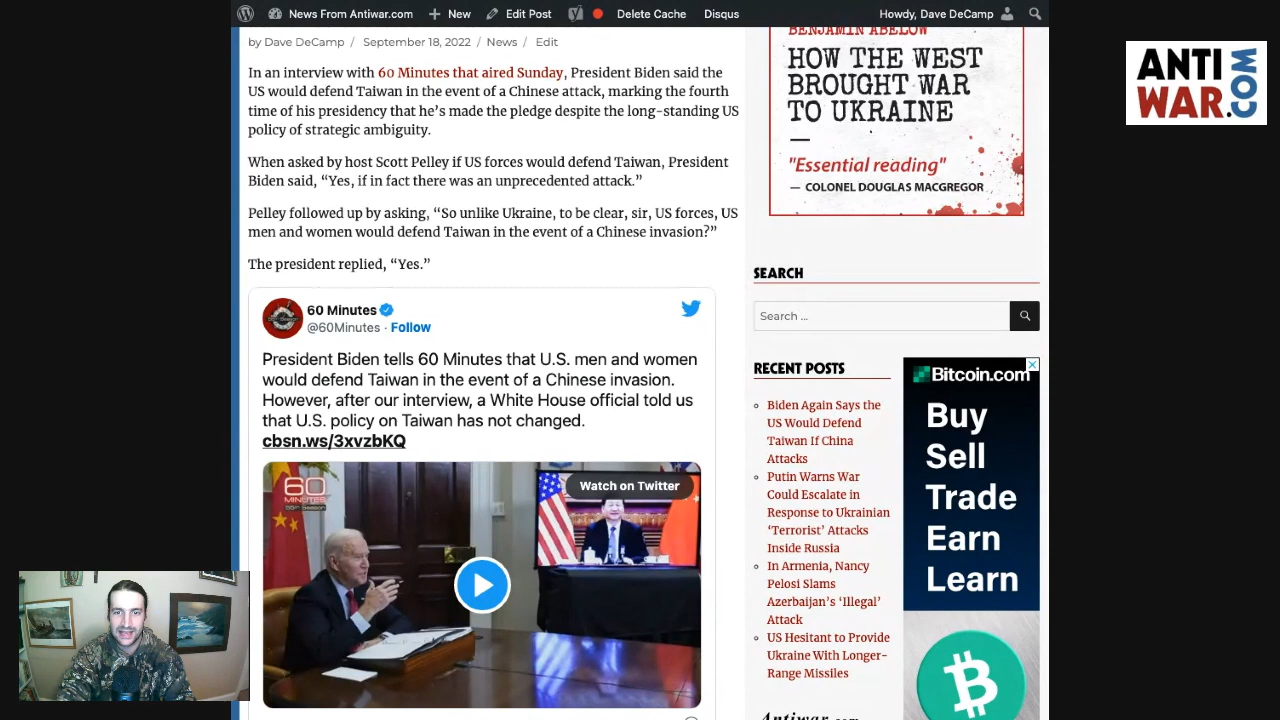 News From Antiwar.com
New
Edit Post
Delete Cache
Disqus
Howdy, Dave DeCamp
by Dave DeCamp / September 18, 2022 / News / Edit
In an interview with 60 Minutes that aired Sunday, President Biden said the
US would defend Taiwan in the event of a Chinese attack, marking the fourth
time of his presidency that he’s made the pledge despite the long-standing US
policy of strategic ambiguity.
When asked by host Scott Pelley if US forces would defend Taiwan, President
Biden said, “Yes, if in fact there was an unprecedented attack.”
Pelley followed up by asking, “So unlike Ukraine, to be clear, sir, US forces, US
men and women would defend Taiwan in the event of a Chinese invasion?”
The president replied, “Yes.”
60 Minutes
@60Minutes · Follow
President Biden tells 60 Minutes that U.S. men and women
would defend Taiwan in the event of a Chinese invasion.
However, after our interview, a White House official told us
that U.S. policy on Taiwan has not changed.
cbsn.ws/3xvzbKQ
60
MINUTES
Watch on Twitter
BENJAMIN ABELOW
HOW THE WEST
BROUGHT WAR
TO UKRAINE
"Essential reading"
— COLONEL DOUGLAS MACGREGOR
SEARCH
Search ...
RECENT POSTS
Biden Again Says the
US Would Defend
Taiwan If China
Attacks
Putin Warns War
Could Escalate in
Response to Ukrainian
‘Terrorist’ Attacks
Inside Russia
In Armenia, Nancy
Pelosi Slams
Azerbaijan’s ‘Illegal’
Attack
US Hesitant to Provide
Ukraine With Longer-
Range Missiles
Antiwar.com
Bitcoin.com
Buy
Sell
Trade
Earn
Learn
ANTI
WAR.COM